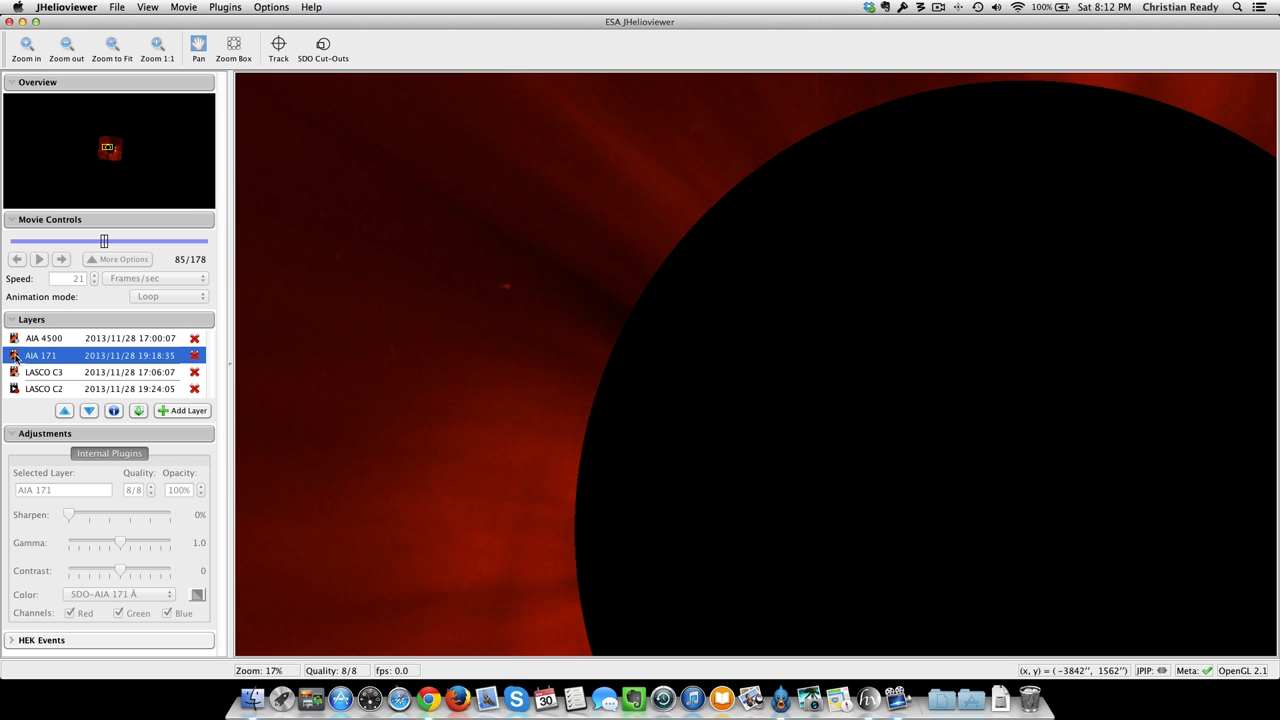 JHelioviewer File View Movie Plugins Options Help 100% Sat 8:12 PM Christian Ready
ESA JHelioviewer
Zoom in Zoom out Zoom to Fit Zoom 1:1 Pan Zoom Box Track SDO Cut-Outs
Overview
Movie Controls
More Options 85/178
Speed: 21 Frames/sec
Animation mode: Loop
Layers
AIA 4500 2013/11/28 17:00:07
AIA 171 2013/11/28 19:18:35
LASCO C3 2013/11/28 17:06:07
LASCO C2 2013/11/28 19:24:05
Add Layer
Adjustments
Internal Plugins
Selected Layer: Quality: Opacity:
AIA 171 8/8 100%
Sharpen: 0%
Gamma: 1.0
Contrast: 0
Color: SDO-AIA 171 Å
Channels: Red Green Blue
HEK Events
Zoom: 17% Quality: 8/8 fps: 0.0 (x, y) = ( −3842’’, 1562’’) JPIP: Meta: OpenGL 2.1
30
hv